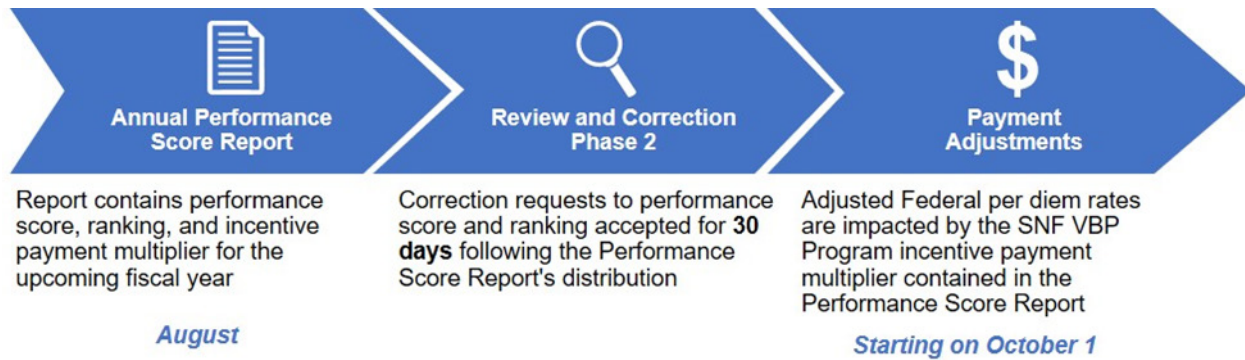 Annual Performance
Score Report
Review and Correction
Phase 2
$
Payment
Adjustments
Report contains performance
score, ranking, and incentive
payment multiplier for the
upcoming fiscal year
August
Correction requests to performance
score and ranking accepted for 30
days following the Performance
Score Report's distribution
Adjusted Federal per diem rates
are impacted by the SNF VBP
Program incentive payment
multiplier contained in the
Performance Score Report
Starting on October 1